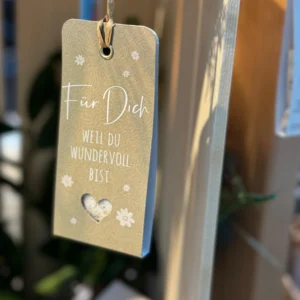 Für Dich
WEIL DU
WUNDERVOLL
BIST